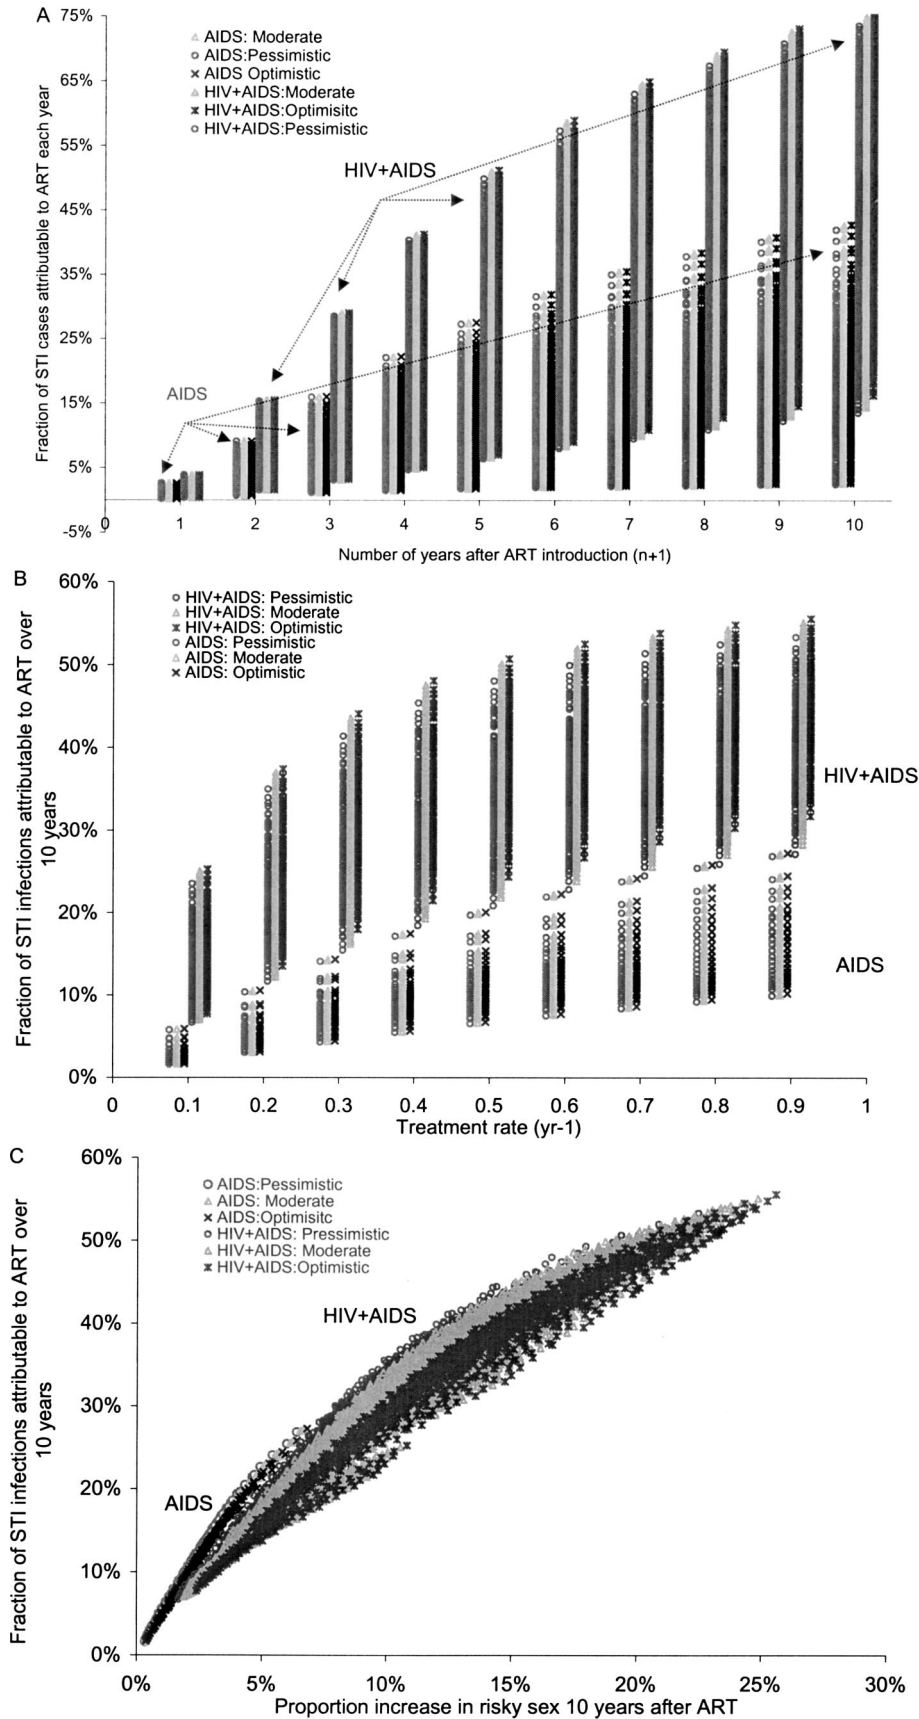 A
75%
65%
55%
45%
35%
25%
15%
5%
-5%
Fraction of STI cases attributable to ART each year
AIDS: Moderate
AIDS:Pessimistic
AIDS Optimistic
HIV+AIDS:Moderate
HIV+AIDS:Optimisitc
HIV+AIDS:Pessimistic
HIV+AIDS
AIDS
0 1 2 3 4 5 6 7 8 9 10
Number of years after ART introduction (n+1)
B
60%
50%
40%
30%
20%
10%
0%
Fraction of STI infections attributable to ART over
10 years
HIV+AIDS: Pessimistic
HIV+AIDS: Moderate
HIV+AIDS: Optimistic
AIDS: Pessimistic
AIDS: Moderate
AIDS: Optimistic
HIV+AIDS
AIDS
0 0.1 0.2 0.3 0.4 0.5 0.6 0.7 0.8 0.9 1
Treatment rate (yr-1)
C
60%
50%
40%
30%
20%
10%
0%
Fraction of STI infections attributable to ART over
10 years
AIDS:Pessimistic
AIDS: Moderate
AIDS:Optimisitc
HIV+AIDS: Pressimistic
HIV+AIDS: Moderate
HIV+AIDS:Optimistic
HIV+AIDS
AIDS
0% 5% 10% 15% 20% 25% 30%
Proportion increase in risky sex 10 years after ART